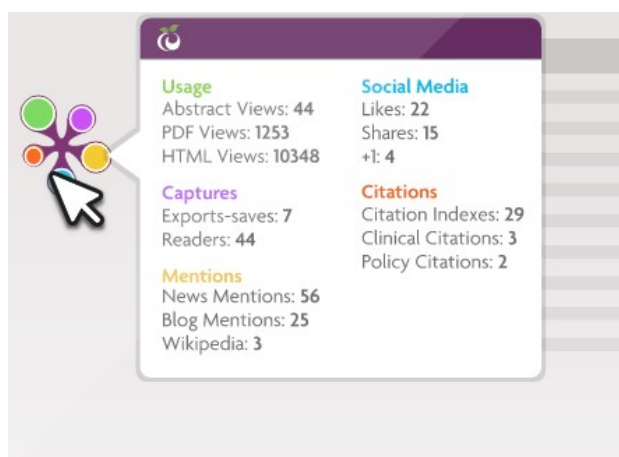 Usage
Abstract Views: 44
PDF Views: 1253
HTML Views: 10348
Captures
Exports-saves: 7
Readers: 44
Mentions
News Mentions: 56
Blog Mentions: 25
Wikipedia: 3
Social Media
Likes: 22
Shares: 15
+1: 4
Citations
Citation Indexes: 29
Clinical Citations: 3
Policy Citations: 2